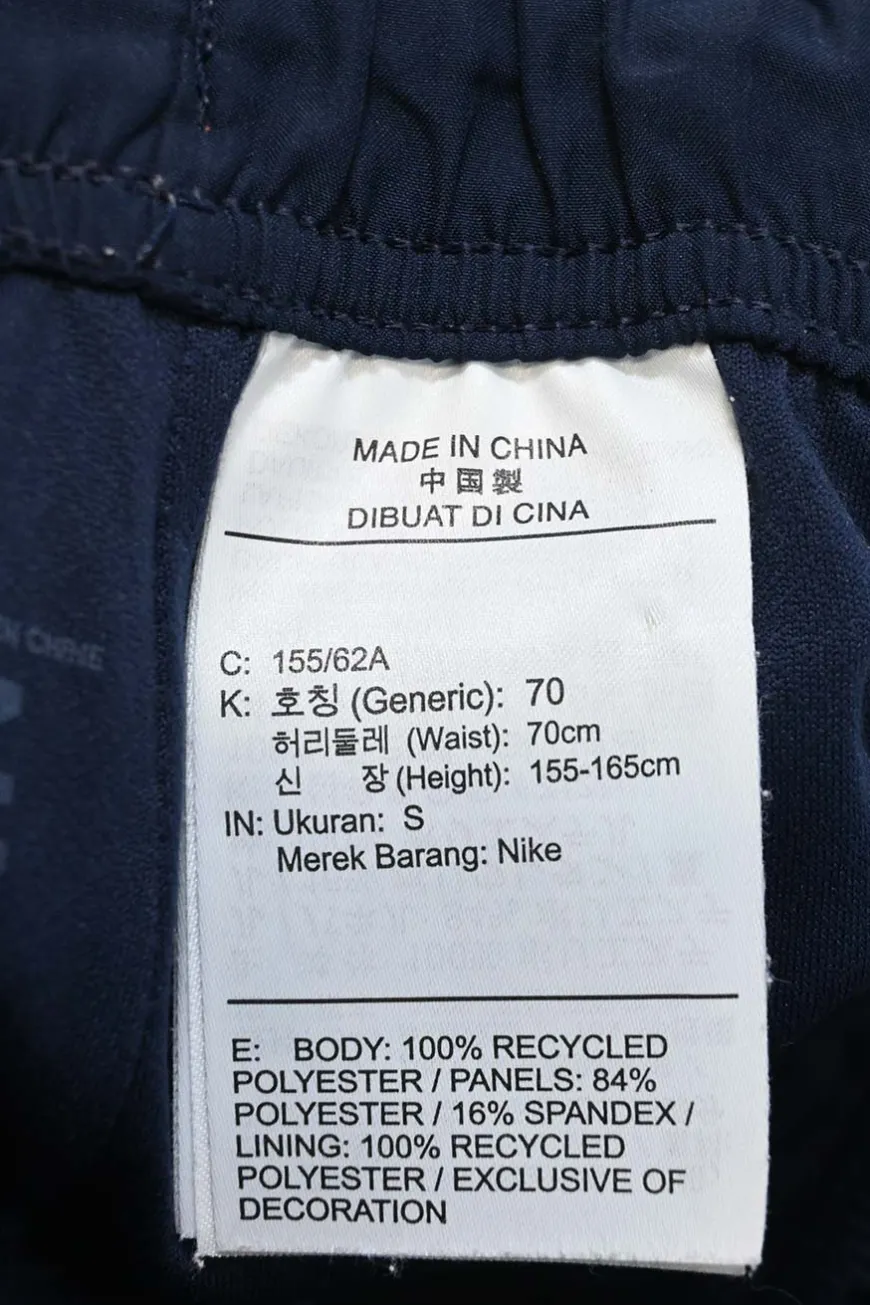 MADE IN CHINA
中国製
DIBUAT DI CINA
C: 155/62A
K: 호칭 (Generic): 70
허리둘레 (Waist): 70cm
신 장 (Height): 155-165cm
IN: Ukuran: S
Merek Barang: Nike
E: BODY: 100% RECYCLED
POLYESTER / PANELS: 84%
POLYESTER / 16% SPANDEX /
LINING: 100% RECYCLED
POLYESTER / EXCLUSIVE OF
DECORATION